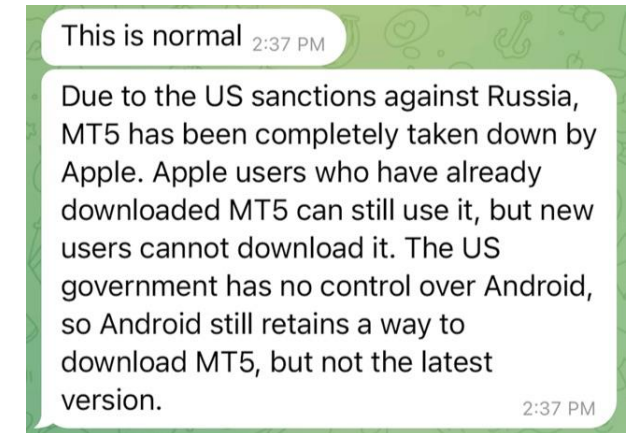 This is normal 2:37 PM
Due to the US sanctions against Russia,
MT5 has been completely taken down by
Apple. Apple users who have already
downloaded MT5 can still use it, but new
users cannot download it. The US
government has no control over Android,
so Android still retains a way to
download MT5, but not the latest
version. 2:37 PM